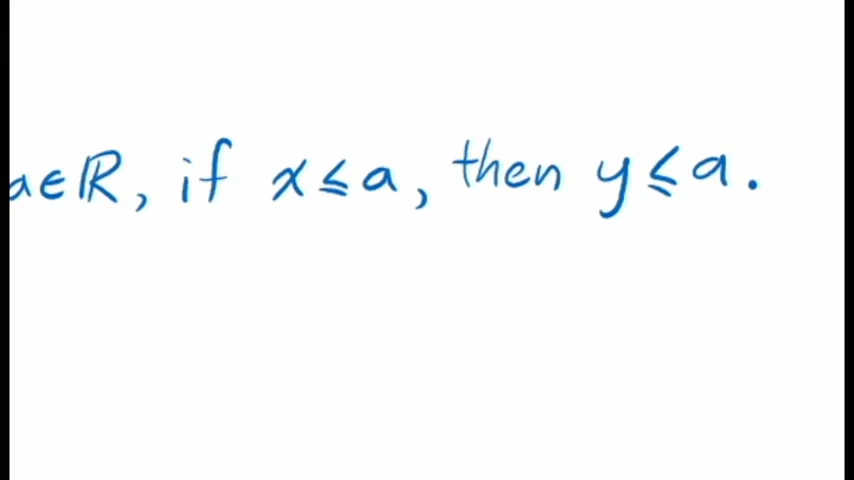 a∈ℝ, if x≤a, then y≤a.